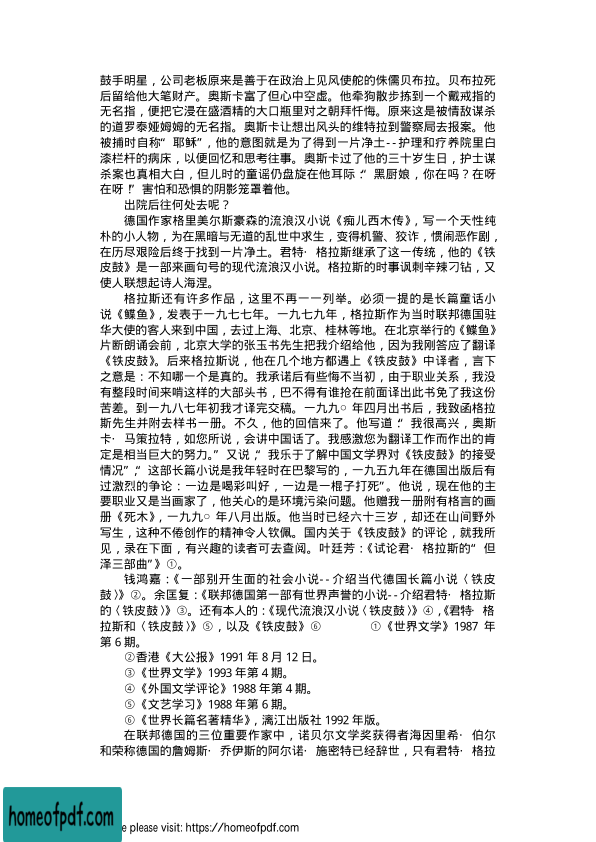 鼓手明星，公司老板原来是善于在政治上见风使舵的侏儒贝布拉。贝布拉死
后留给他大笔财产。奥斯卡富了但心中空虚。他牵狗散步拣到一个戴戒指的
无名指，便把它浸在盛酒精的大口瓶里对之朝拜忏悔。原来这是被情敌谋杀
的道罗泰娅姆姆的无名指。奥斯卡让想出风头的维特拉到警察局去报案。他
被捕时自称“耶稣”，他的意图就是为了得到一片净土--护理和疗养院里白
漆栏杆的病床，以便回忆和思考往事。奥斯卡过了他的三十岁生日，护士谋
杀案也真相大白，但儿时的童谣仍盘旋在他耳际：“黑厨娘，你在吗？在呀
在呀！”害怕和恐惧的阴影笼罩着他。
出院后往何处去呢？
德国作家格里美尔斯豪森的流浪汉小说《痴儿西木传》，写一个天性纯
朴的小人物，为在黑暗与无道的乱世中求生，变得机警、狡诈，惯闹恶作剧，
在历尽艰险后终于找到一片净土。君特·格拉斯继承了这一传统，他的《铁
皮鼓》是一部来画句号的现代流浪汉小说。格拉斯的时事讽刺辛辣刁钻，又
使人联想起诗人海涅。
格拉斯还有许多作品，这里不再一一列举。必须一提的是长篇童话小
说《鲽鱼》，发表于一九七七年。一九七九年，格拉斯作为当时联邦德国驻
华大使的客人来到中国，去过上海、北京、桂林等地。在北京举行的《鲽鱼》
片断朗诵会前，北京大学的张玉书先生把我介绍给他，因为我刚答应了翻译
《铁皮鼓》。后来格拉斯说，他在几个地方都遇上《铁皮鼓》中译者，言下
之意是：不知哪一个是真的。我承诺后有些悔不当初，由于职业关系，我没
有整段时间来啃这样的大部头书，巴不得有谁抢在前面译出此书免了我这份
苦差。到一九八七年初我才译完交稿。一九九○年四月出书后，我致函格拉
斯先生并附去样书一册。不久，他的回信来了。他写道：“我很高兴，奥斯
卡·马策拉特，如您所说，会讲中国话了。我感激您为翻译工作而作出的肯
定是相当巨大的努力。”又说，“我乐于了解中国文学界对《铁皮鼓》的接受
情况”，“这部长篇小说是我年轻时在巴黎写的，一九五九年在德国出版后有
过激烈的争论：一边是喝彩叫好，一边是一棍子打死”。他说，现在他的主
要职业又是当画家了，他关心的是环境污染问题。他赠我一册附有格言的画
册《死木》，一九九○年八月出版。他当时已经六十三岁，却还在山间野外
写生，这种不倦创作的精神令人钦佩。国内关于《铁皮鼓》的评论，就我所
见，录在下面，有兴趣的读者可去查阅。叶廷芳：《试论君·格拉斯的“但
泽三部曲”》①。
钱鸿嘉：《一部别开生面的社会小说--介绍当代德国长篇小说〈铁皮
鼓〉》②。余匡复：《联邦德国第一部有世界声誉的小说--介绍君特·格拉斯
的〈铁皮鼓〉》③。还有本人的：《现代流浪汉小说〈铁皮鼓〉》④，《君特·格
拉斯和〈铁皮鼓〉》⑤，以及《铁皮鼓》⑥ ①《世界文学》1987 年
第 6 期。
②香港《大公报》1991 年 8 月 12 日。
③《世界文学》1993 年第 4 期。
④《外国文学评论》1988 年第 4 期。
⑤《文艺学习》1988 年第 6 期。
⑥《世界长篇名著精华》，漓江出版社 1992 年版。
在联邦德国的三位重要作家中，诺贝尔文学奖获得者海因里希·伯尔
和荣称德国的詹姆斯·乔伊斯的阿尔诺·施密特已经辞世，只有君特·格拉
homeofpdf.com
e please visit: https://homeofpdf.com